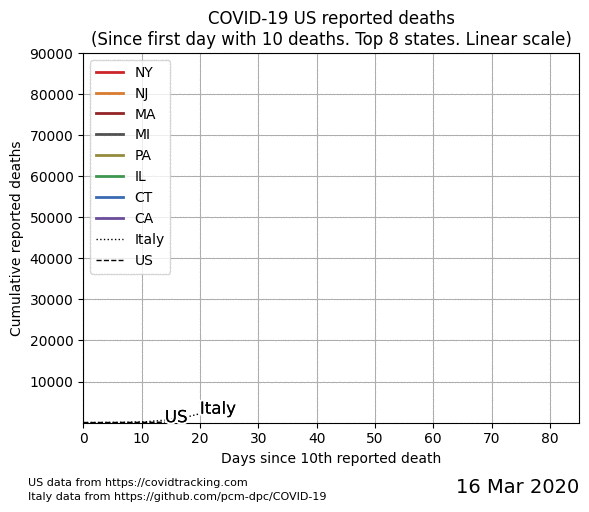 COVID-19 US reported deaths
(Since first day with 10 deaths. Top 8 states. Linear scale)
90000
80000
70000
60000
50000
40000
30000
20000
10000
Cumulative reported deaths
NY
NJ
MA
MI
PA
IL
CT
CA
Italy
US
US
Italy
0 10 20 30 40 50 60 70 80
Days since 10th reported death
US data from https://covidtracking.com
Italy data from https://github.com/pcm-dpc/COVID-19
16 Mar 2020